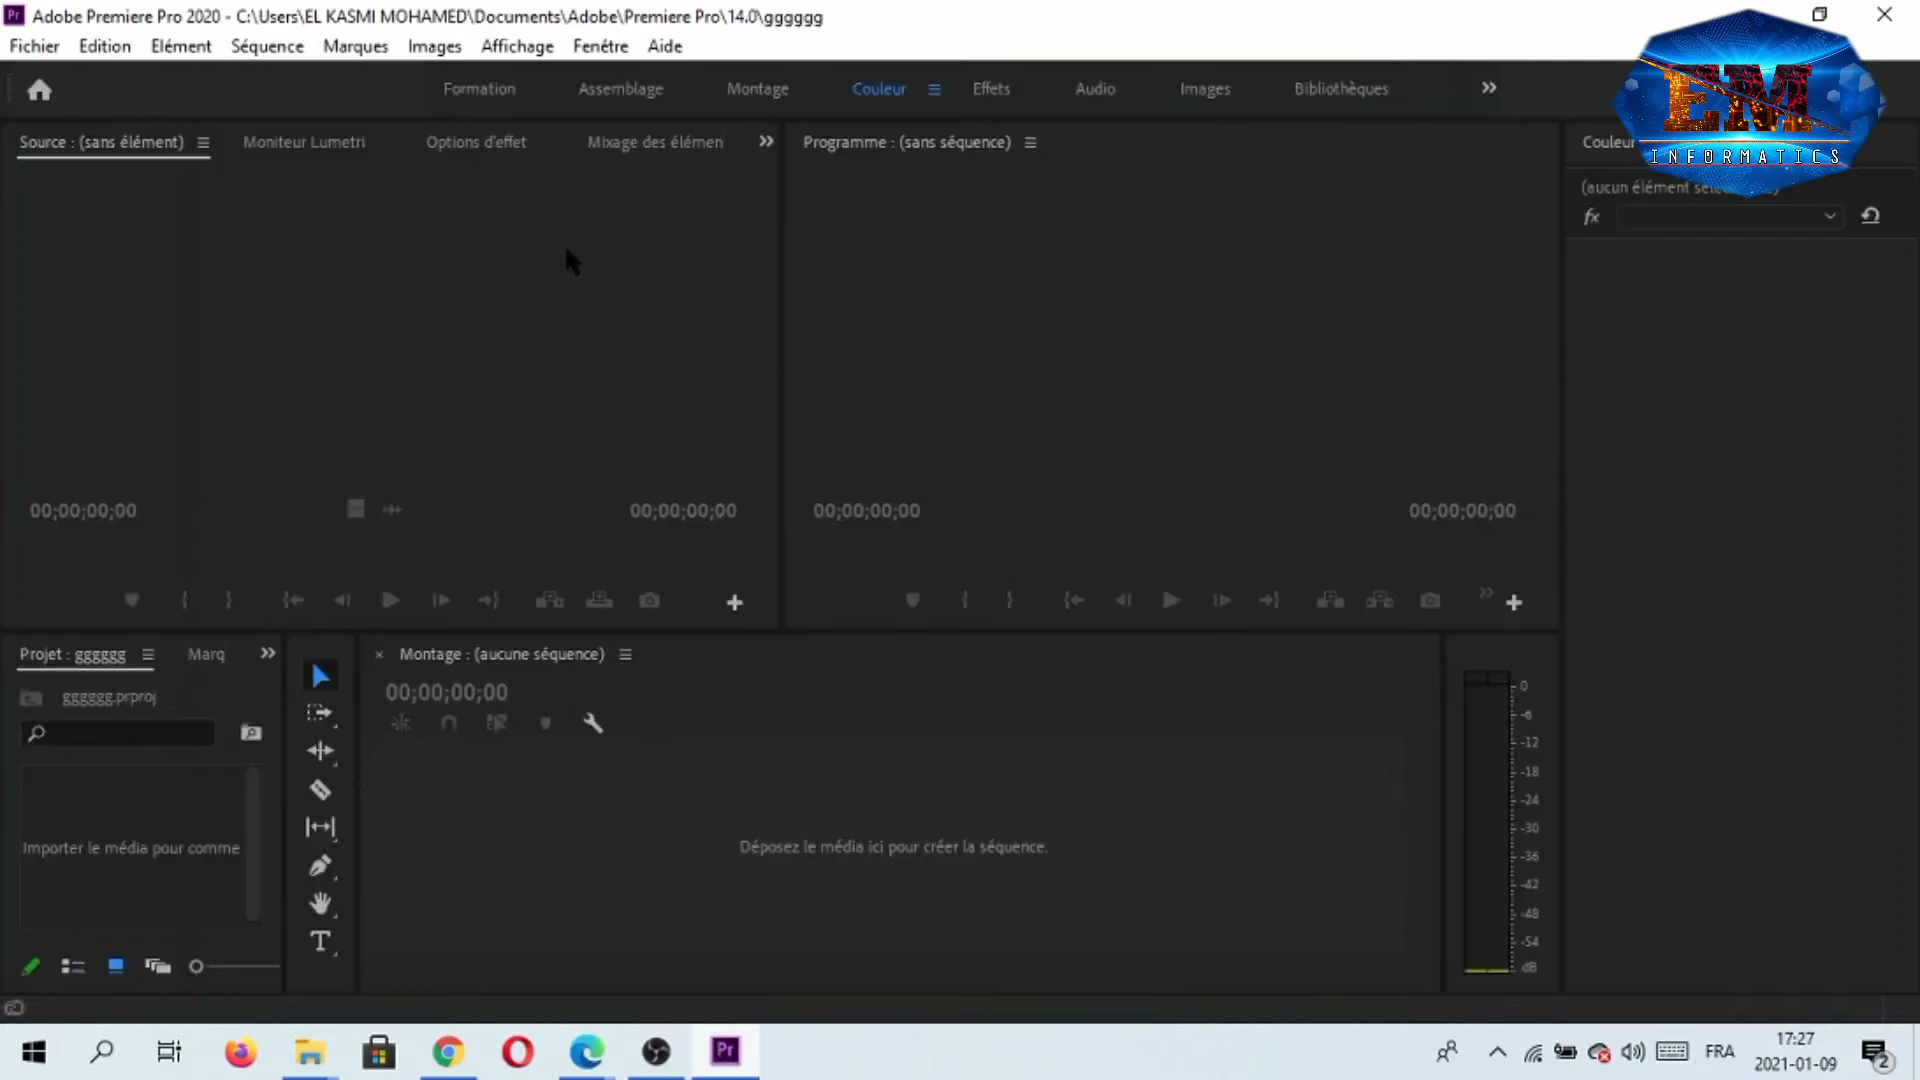 Adobe Premiere Pro 2020 - C:\Users\EL KASMI MOHAMED\Documents\Adobe\Premiere Pro\14.0\gggggg
Fichier Edition Elément Séquence Marques Images Affichage Fenêtre Aide
Formation Assemblage Montage Couleur Effets Audio Images Bibliothèques
EM
INFORMATICS
Source : (sans élément) Moniteur Lumetri Options d'effet Mixage des élémen
Programme : (sans séquence)
Couleur
(aucun élément
fx
00;00;00;00 00;00;00;00
00;00;00;00 00;00;00;00
Projet : gggggg Marq
gggggg.prproj
Importer le média pour comme
Montage : (aucune séquence)
00;00;00;00
Déposez le média ici pour créer la séquence.
0
-6
-12
-18
-24
-30
-36
-42
-48
-54
dB
Pr
FRA
17:27
2021-01-09
2